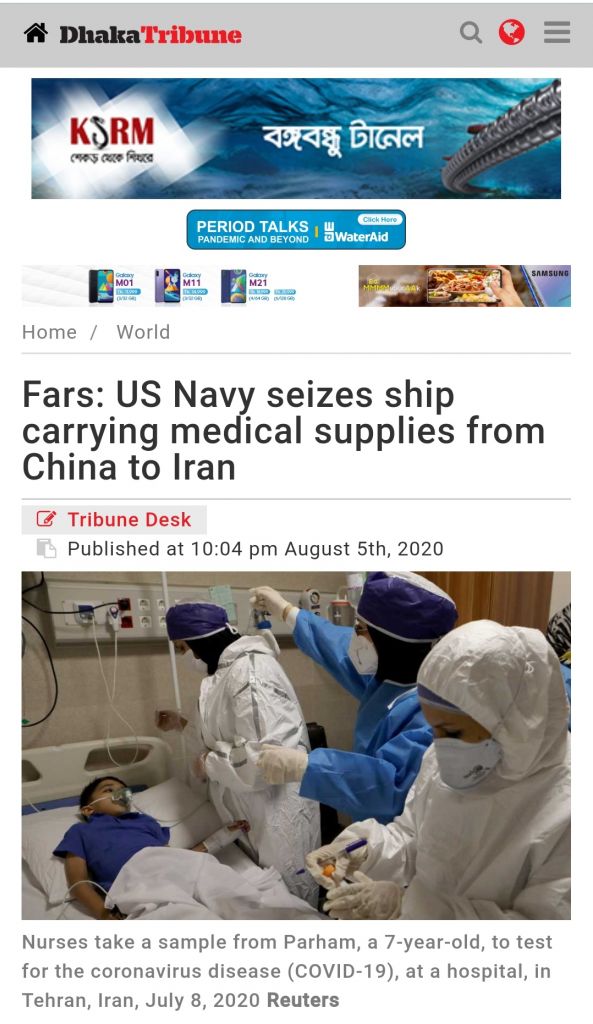 DhakaTribune
KSRM
শেকড় থেকে শিখরে
বঙ্গবন্ধু টানেল
PERIOD TALKS
PANDEMIC AND BEYOND
Click Here
WaterAid
Galaxy
M01
Galaxy
M11
Galaxy
M21
SAMSUNG
Home / World
Fars: US Navy seizes ship
carrying medical supplies from
China to Iran
Tribune Desk
Published at 10:04 pm August 5th, 2020
Nurses take a sample from Parham, a 7-year-old, to test
for the coronavirus disease (COVID-19), at a hospital, in
Tehran, Iran, July 8, 2020 Reuters